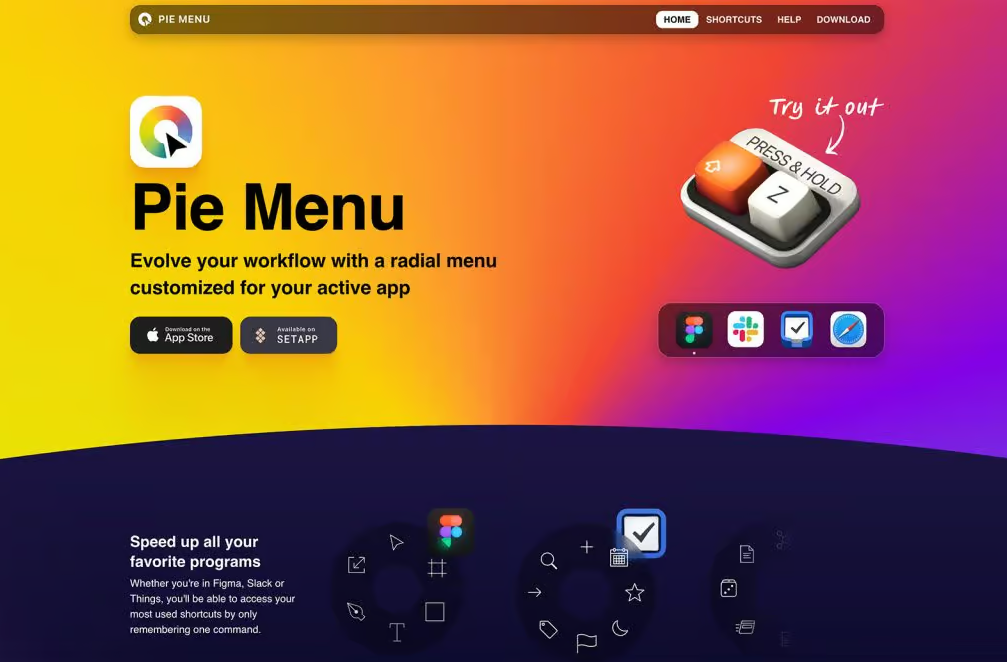 PIE MENU
HOME
SHORTCUTS
HELP
DOWNLOAD
Try it out
PRESS & HOLD
Z
Pie Menu
Evolve your workflow with a radial menu
customized for your active app
Download on the
App Store
Available on
SETAPP
Speed up all your
favorite programs
Whether you're in Figma, Slack or
Things, you'll be able to access your
most used shortcuts by only
remembering one command.
T